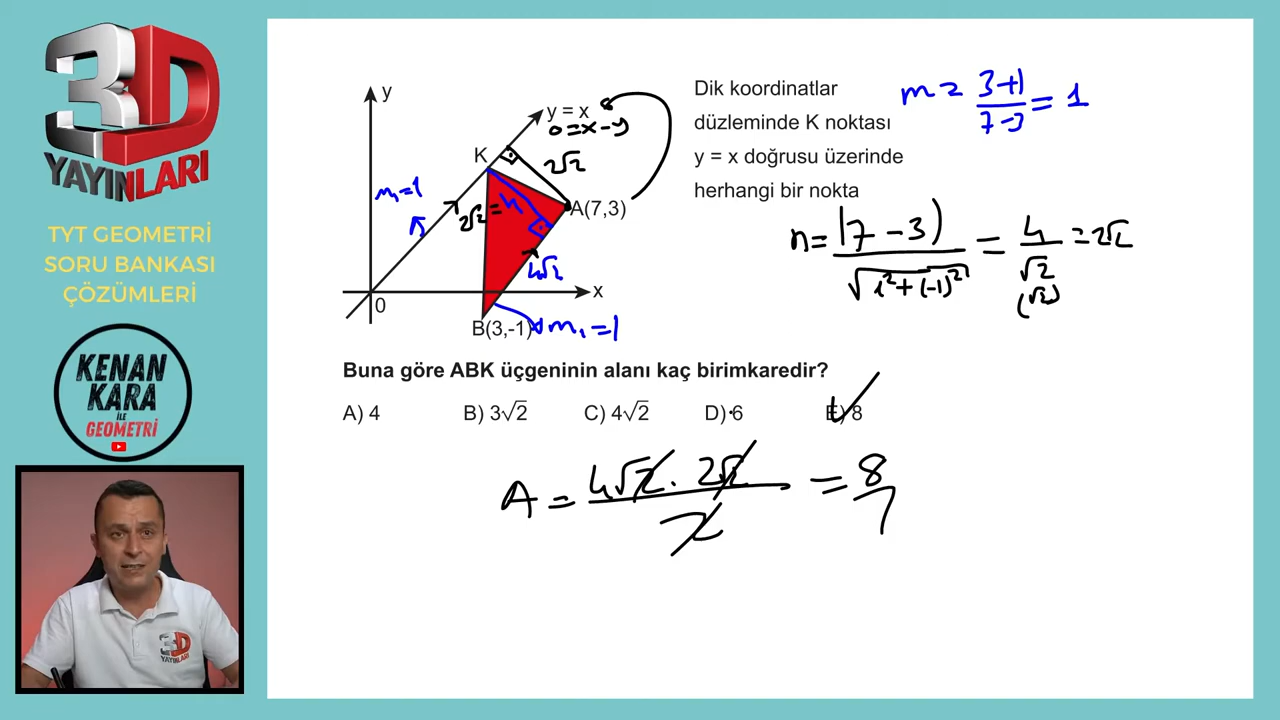 3D
YAYINLARI
TYT GEOMETRİ
SORU BANKASI
ÇÖZÜMLERİ
KENAN
KARA
İLE
GEOMETRİ
3D
YAYINLARI
y
y = x
0=x-y
K
2√2
m₁=1
2√2 = h
A(7,3)
4√2
x
0
B(3,-1)
m₁=1
Dik koordinatlar
düzleminde K noktası
y = x doğrusu üzerinde
herhangi bir nokta
m = 3+1 / 7-3 = 1
h = |7-3| / √1²+(-1)² = 4 / √2 = 2√2
(√2)
Buna göre ABK üçgeninin alanı kaç birimkaredir?
A) 4 B) 3√2 C) 4√2 D) 6 E) 8
A = 4√2 . 2√2 / 2 = 8